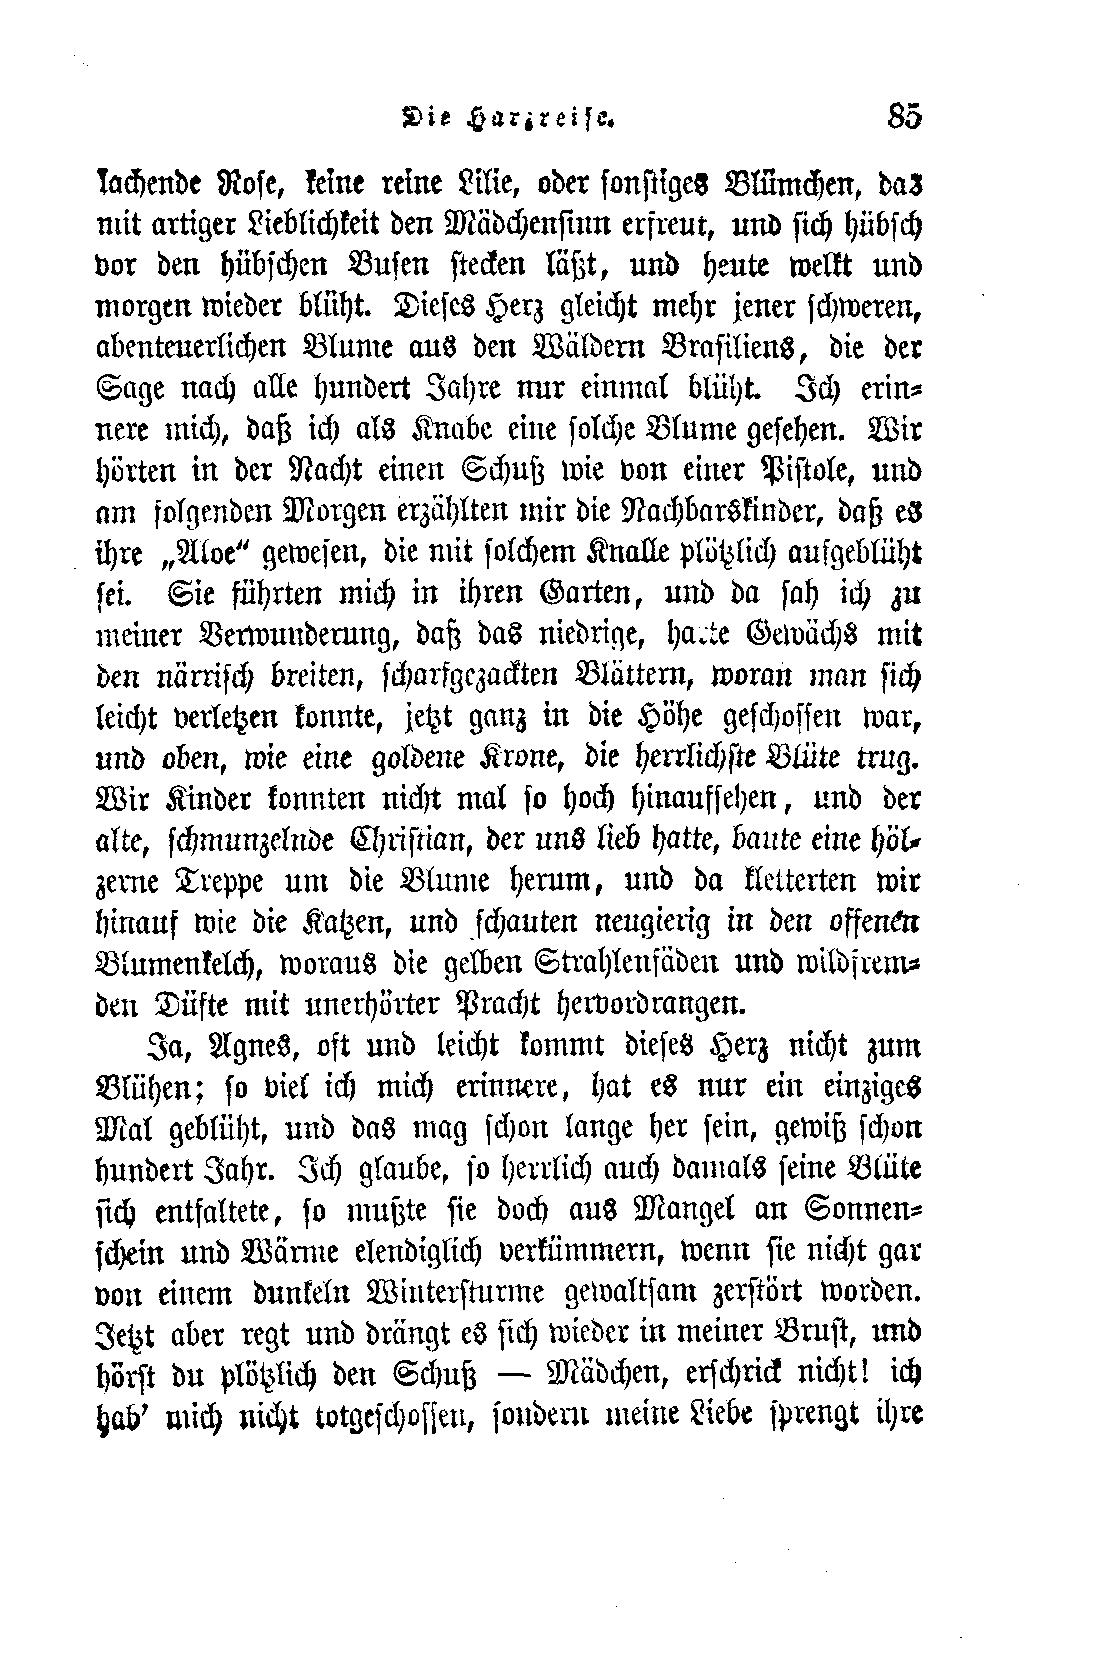 Die Harzreise. 85
lachende Rose, keine reine Lilie, oder sonstiges Blümchen, das
mit artiger Lieblichkeit den Mädchensinn erfreut, und sich hübsch
vor den hübschen Busen stecken läßt, und heute welkt und
morgen wieder blüht. Dieses Herz gleicht mehr jener schweren,
abenteuerlichen Blume aus den Wäldern Brasiliens, die der
Sage nach alle hundert Jahre nur einmal blüht. Ich erin-
nere mich, daß ich als Knabe eine solche Blume gesehen. Wir
hörten in der Nacht einen Schuß wie von einer Pistole, und
am folgenden Morgen erzählten mir die Nachbarskinder, daß es
ihre „Aloe“ gewesen, die mit solchem Knalle plötzlich aufgeblüht
sei. Sie führten mich in ihren Garten, und da sah ich zu
meiner Verwunderung, daß das niedrige, harte Gewächs mit
den närrisch breiten, scharfgezackten Blättern, woran man sich
leicht verletzen konnte, jetzt ganz in die Höhe geschossen war,
und oben, wie eine goldene Krone, die herrlichste Blüte trug.
Wir Kinder konnten nicht mal so hoch hinaufsehen, und der
alte, schmunzelnde Christian, der uns lieb hatte, baute eine höl-
zerne Treppe um die Blume herum, und da kletterten wir
hinauf wie die Katzen, und schauten neugierig in den offenen
Blumenkelch, woraus die gelben Strahlenfäden und wildfrem-
den Düfte mit unerhörter Pracht hervordrangen.
Ja, Agnes, oft und leicht kommt dieses Herz nicht zum
Blühen; so viel ich mich erinnere, hat es nur ein einziges
Mal geblüht, und das mag schon lange her sein, gewiß schon
hundert Jahr. Ich glaube, so herrlich auch damals seine Blüte
sich entfaltete, so mußte sie doch aus Mangel an Sonnen-
schein und Wärme elendiglich verkümmern, wenn sie nicht gar
von einem dunkeln Wintersturme gewaltsam zerstört worden.
Jetzt aber regt und drängt es sich wieder in meiner Brust, und
hörst du plötzlich den Schuß — Mädchen, erschrick nicht! ich
hab' mich nicht totgeschossen, sondern meine Liebe sprengt ihre